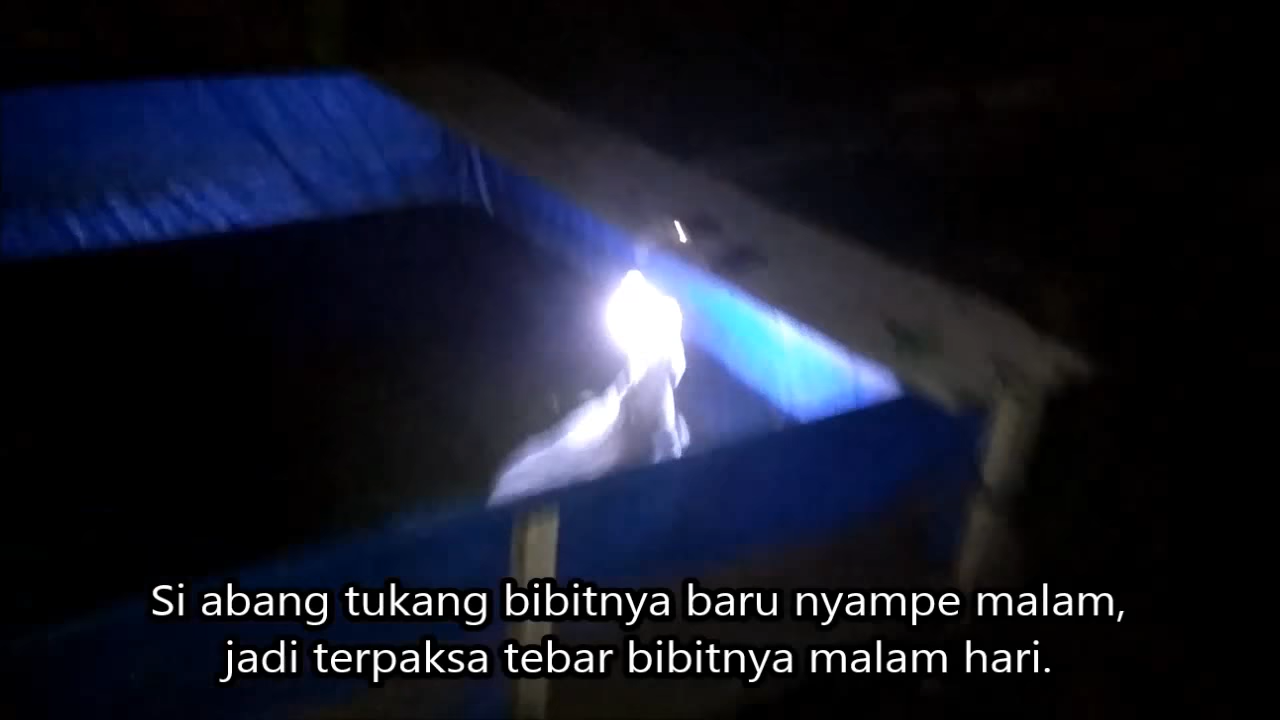 Si abang tukang bibitnya baru nyampe malam,
jadi terpaksa tebar bibitnya malam hari.